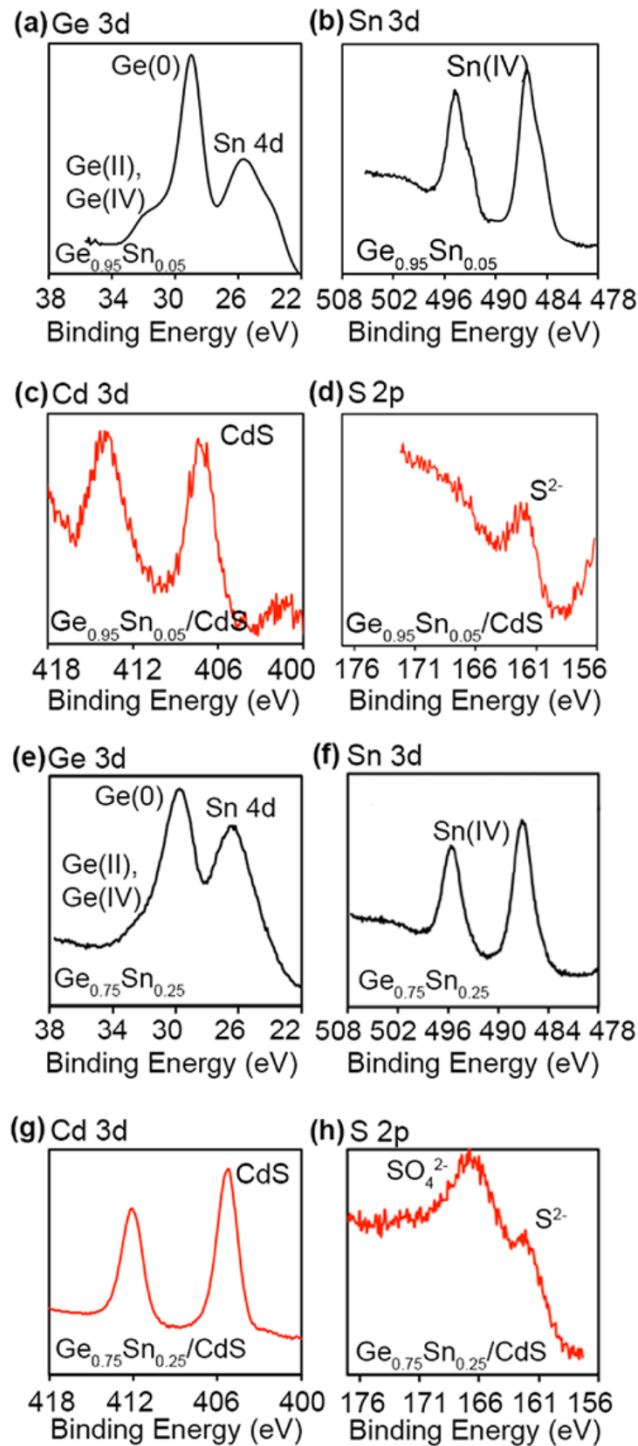 (a) Ge 3d
Ge(0)
Sn 4d
Ge(II),
Ge(IV)
Ge0.95Sn0.05
38 34 30 26 22
Binding Energy (eV)
(b) Sn 3d
Sn(IV)
Ge0.95Sn0.05
508 502 496 490 484 478
Binding Energy (eV)
(c) Cd 3d
CdS
Ge0.95Sn0.05/CdS
418 412 406 400
Binding Energy (eV)
(d) S 2p
S2-
Ge0.95Sn0.05/CdS
176 171 166 161 156
Binding Energy (eV)
(e) Ge 3d
Ge(0)
Sn 4d
Ge(II),
Ge(IV)
Ge0.75Sn0.25
38 34 30 26 22
Binding Energy (eV)
(f) Sn 3d
Sn(IV)
Ge0.75Sn0.25
508 502 496 490 484 478
Binding Energy (eV)
(g) Cd 3d
CdS
Ge0.75Sn0.25/CdS
418 412 406 400
Binding Energy (eV)
(h) S 2p
SO42-
S2-
Ge0.75Sn0.25/CdS
176 171 166 161 156
Binding Energy (eV)